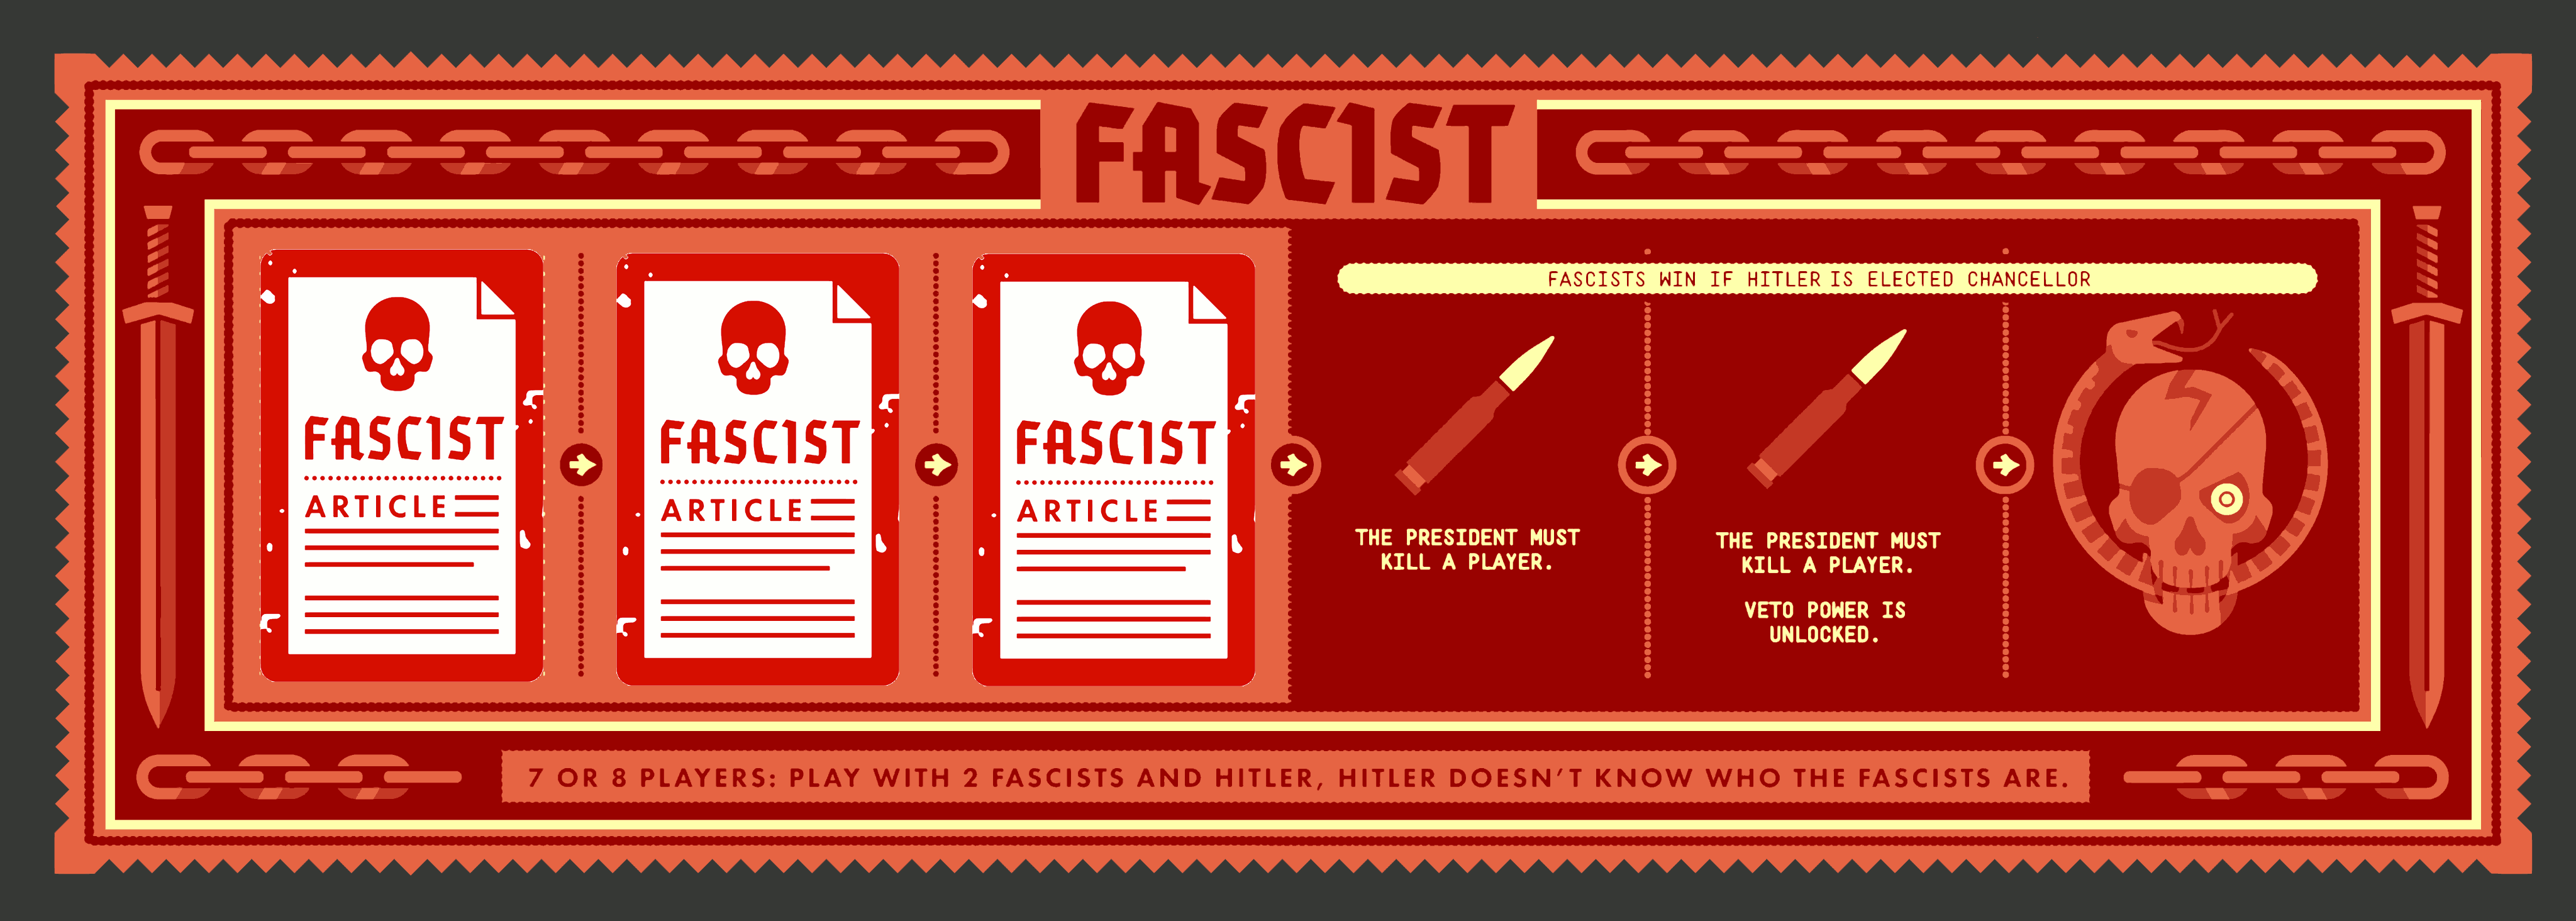 FASCIST
FASCISTS WIN IF HITLER IS ELECTED CHANCELLOR
FASCIST
ARTICLE
FASCIST
ARTICLE
FASCIST
ARTICLE
THE PRESIDENT MUST
KILL A PLAYER.
THE PRESIDENT MUST
KILL A PLAYER.
VETO POWER IS
UNLOCKED.
7 OR 8 PLAYERS: PLAY WITH 2 FASCISTS AND HITLER, HITLER DOESN'T KNOW WHO THE FASCISTS ARE.